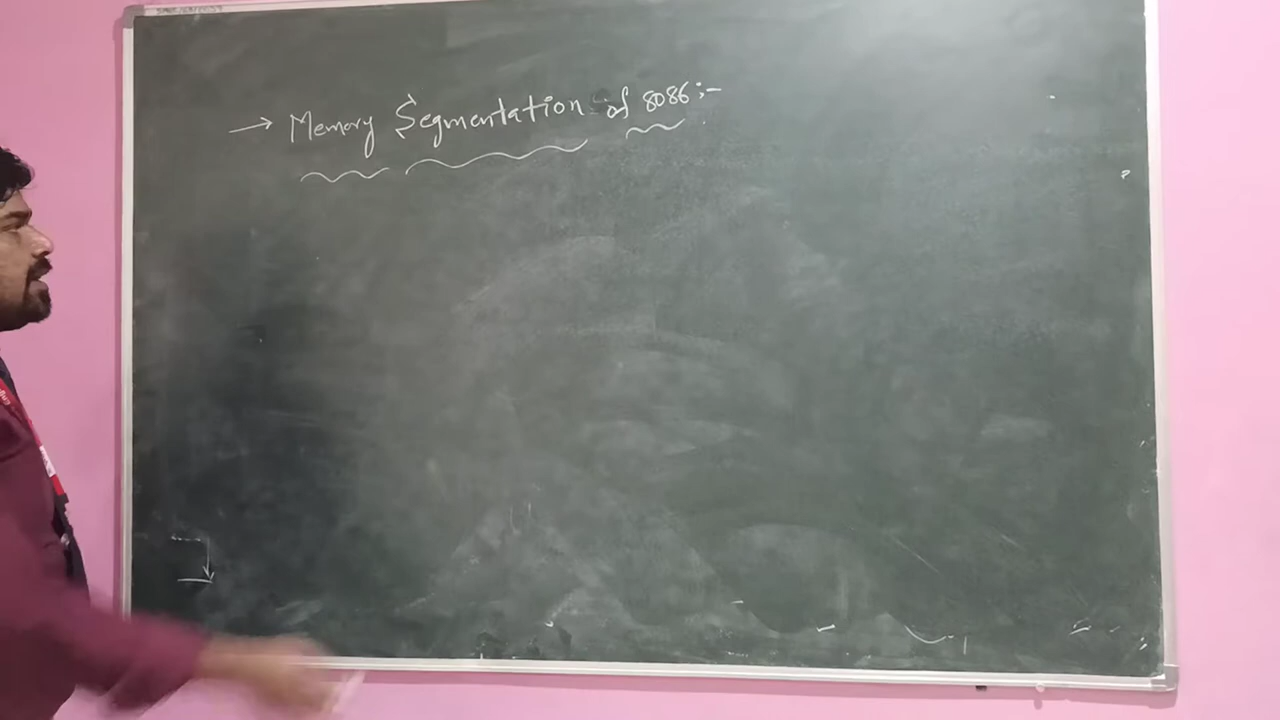 → Memory Segmentation of 8086:-